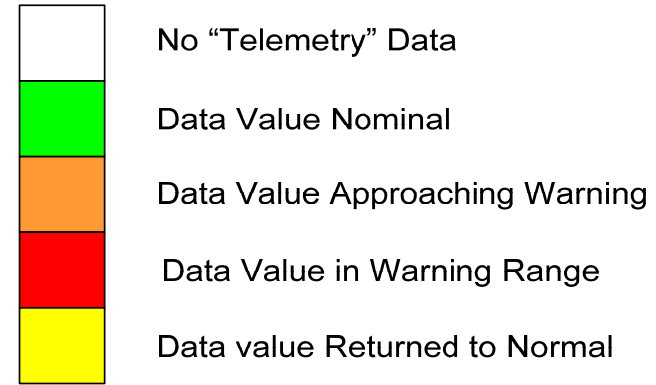 No “Telemetry” Data
Data Value Nominal
Data Value Approaching Warning
Data Value in Warning Range
Data value Returned to Normal